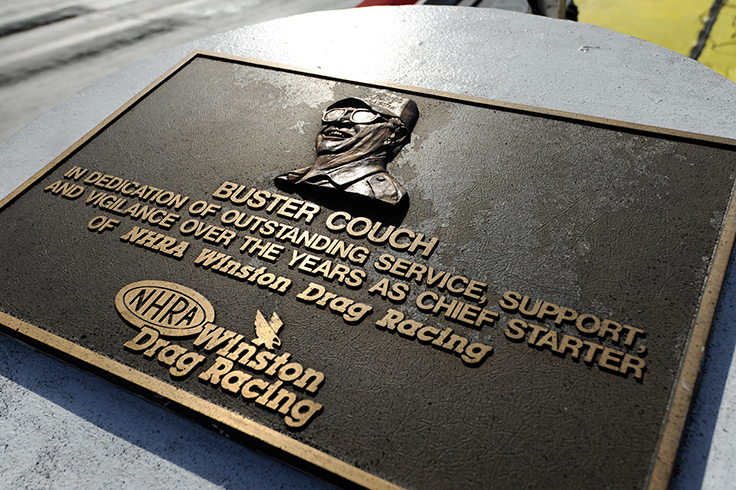 BUSTER COUCH
IN DEDICATION OF OUTSTANDING SERVICE, SUPPORT,
AND VIGILANCE OVER THE YEARS AS CHIEF STARTER
OF NHRA Winston Drag Racing
NHRA Winston
Drag Racing